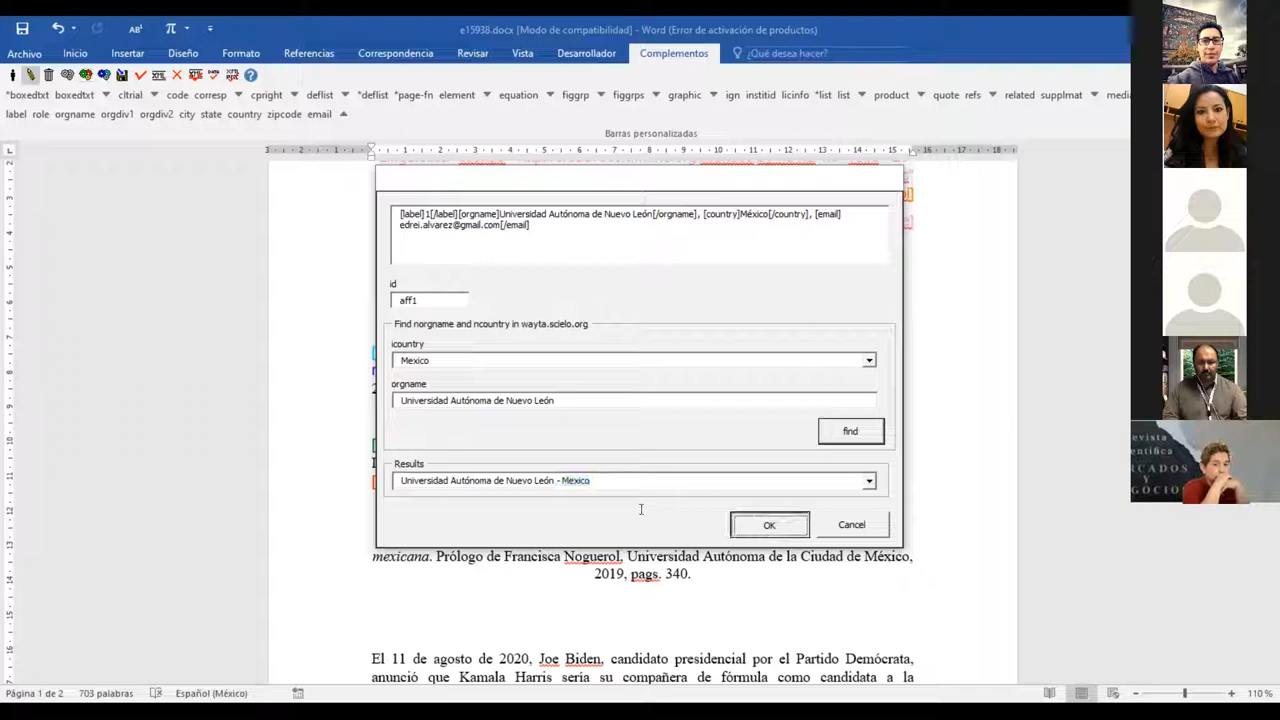 e15938.docx [Modo de compatibilidad] - Word (Error de activación de productos)
Archivo Inicio Insertar Diseño Formato Referencias Correspondencia Revisar Vista Desarrollador Complementos ¿Qué desea hacer?
*boxedtxt boxedtxt cltrial code corresp cpright deflist *deflist *page-fn element equation figgrp figgrps graphic ign institid licinfo *list list product quote refs related supplmat
label role orgname orgdiv1 orgdiv2 city state country zipcode email
Barras personalizadas
[label]1[/label][orgname]Universidad Autónoma de Nuevo León[/orgname], [country]México[/country], [email]
edrei.alvarez@gmail.com[/email]
id
aff1
Find norgname and ncountry in wayta.scielo.org
icountry
Mexico
orgname
Universidad Autónoma de Nuevo León
find
Results
Universidad Autónoma de Nuevo León - Mexico
OK Cancel
mexicana. Prólogo de Francisca Noguerol, Universidad Autónoma de la Ciudad de México,
2019, pags. 340.
El 11 de agosto de 2020, Joe Biden, candidato presidencial por el Partido Demócrata,
anunció que Kamala Harris sería su compañera de fórmula como candidata a la
Página 1 de 2 703 palabras Español (México) 110 %